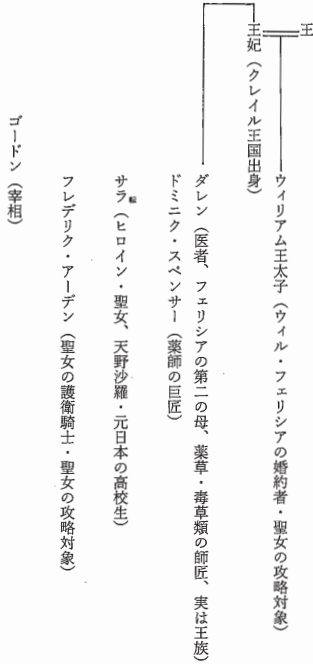 王
王妃（クレイル王国出身）
ウィリアム王太子（ウィル・フェリシアの婚約者・聖女の攻略対象）
ダレン（医者、フェリシアの第二の母、薬草・毒草類の師匠、実は王族）
ドミニク・スペンサー（薬師の巨匠）
サラ（ヒロイン・聖女、天野沙羅・元日本の高校生）
転
フレデリク・アーデン（聖女の護衛騎士・聖女の攻略対象）
ゴードン（宰相）